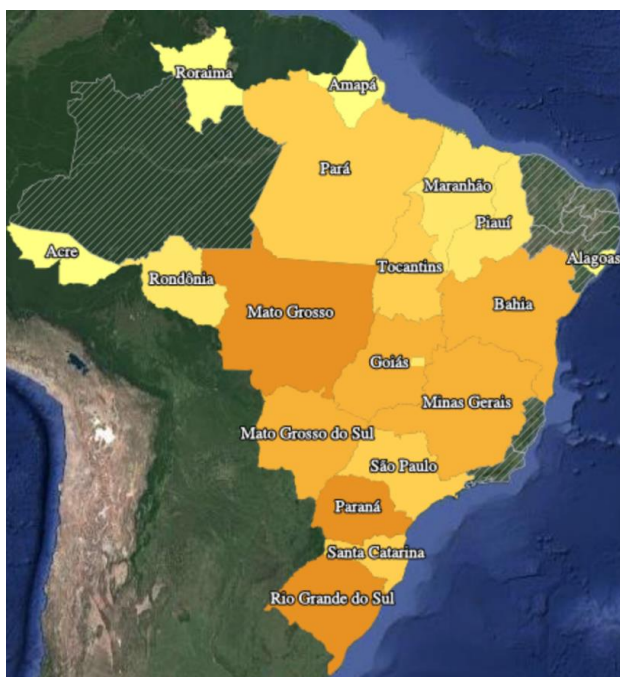 Roraima
Amapá
Pará
Maranhão
Piauí
Acre
Rondônia
Tocantins
Alagoas
Mato Grosso
Bahia
Goiás
Minas Gerais
Mato Grosso do Sul
São Paulo
Paraná
Santa Catarina
Rio Grande do Sul